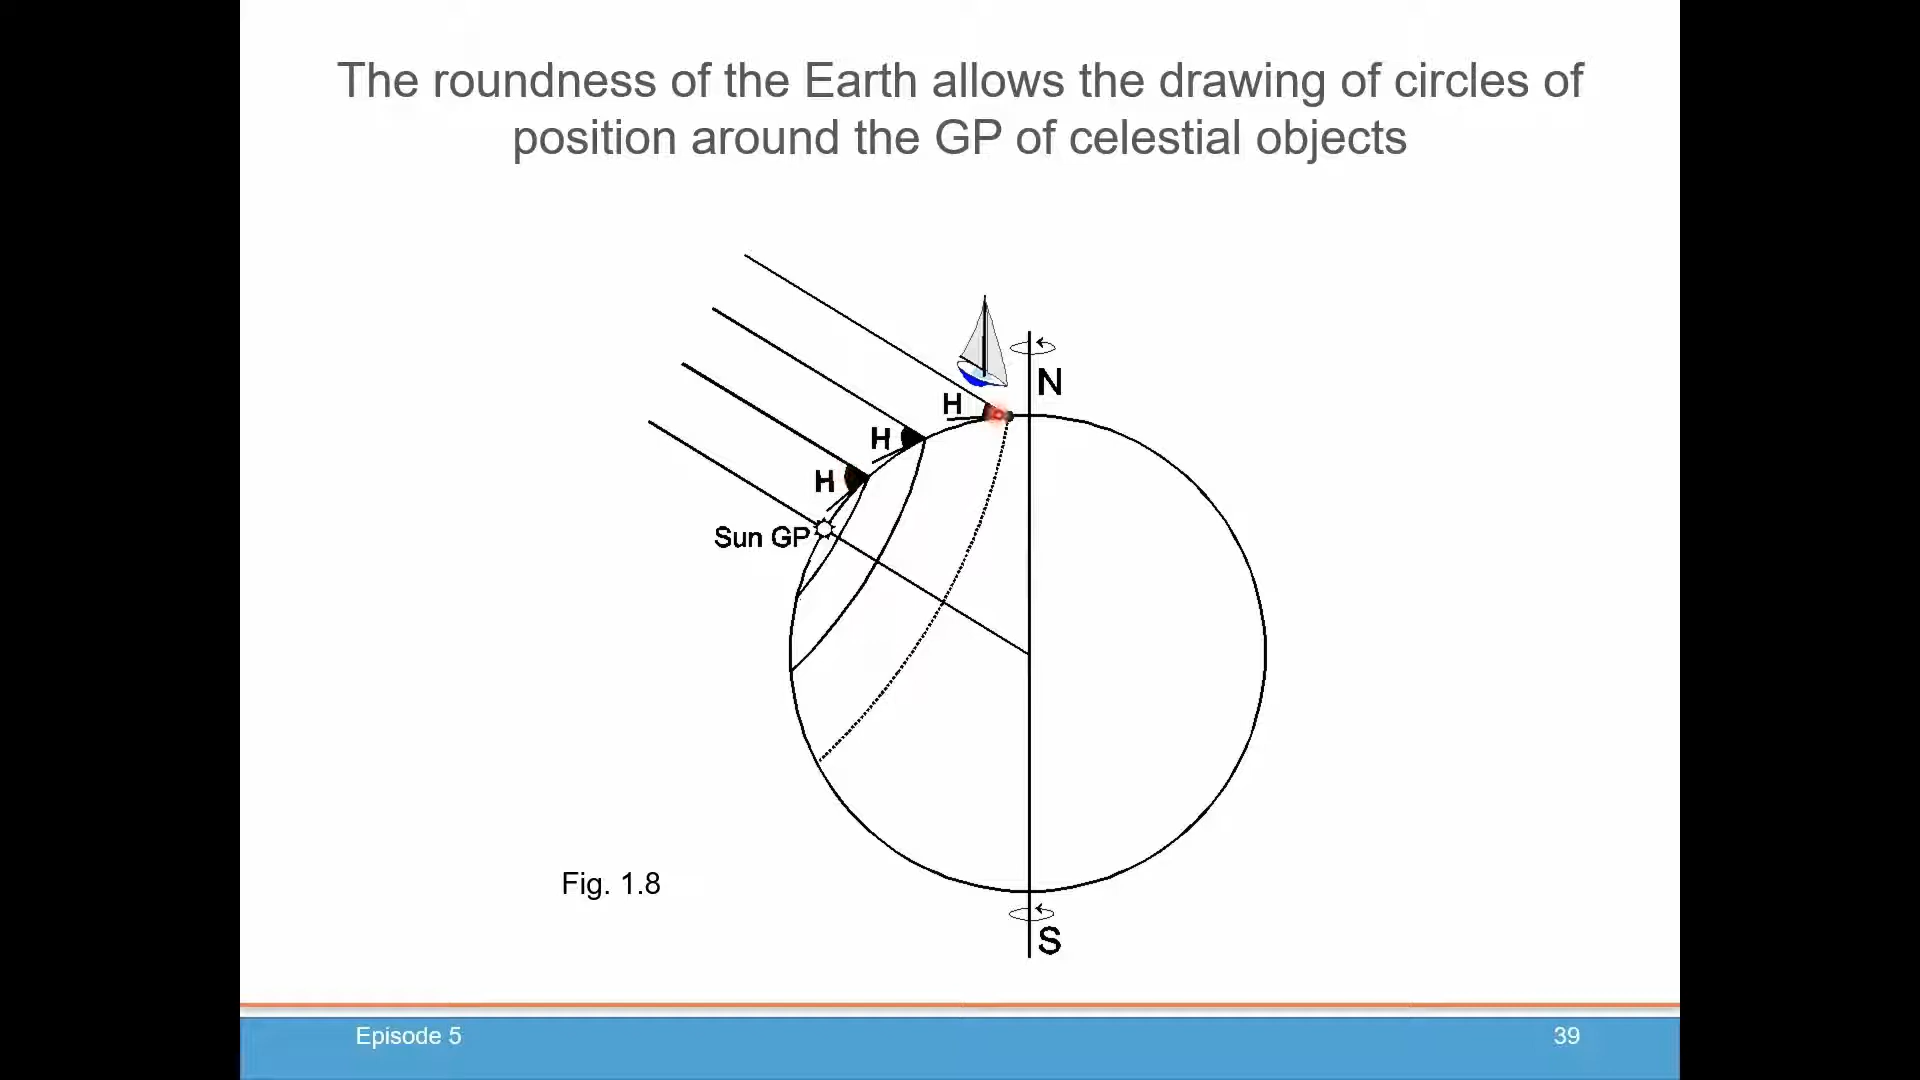 The roundness of the Earth allows the drawing of circles of
position around the GP of celestial objects
N
H
H
H
Sun GP
Fig. 1.8
S
Episode 5
39